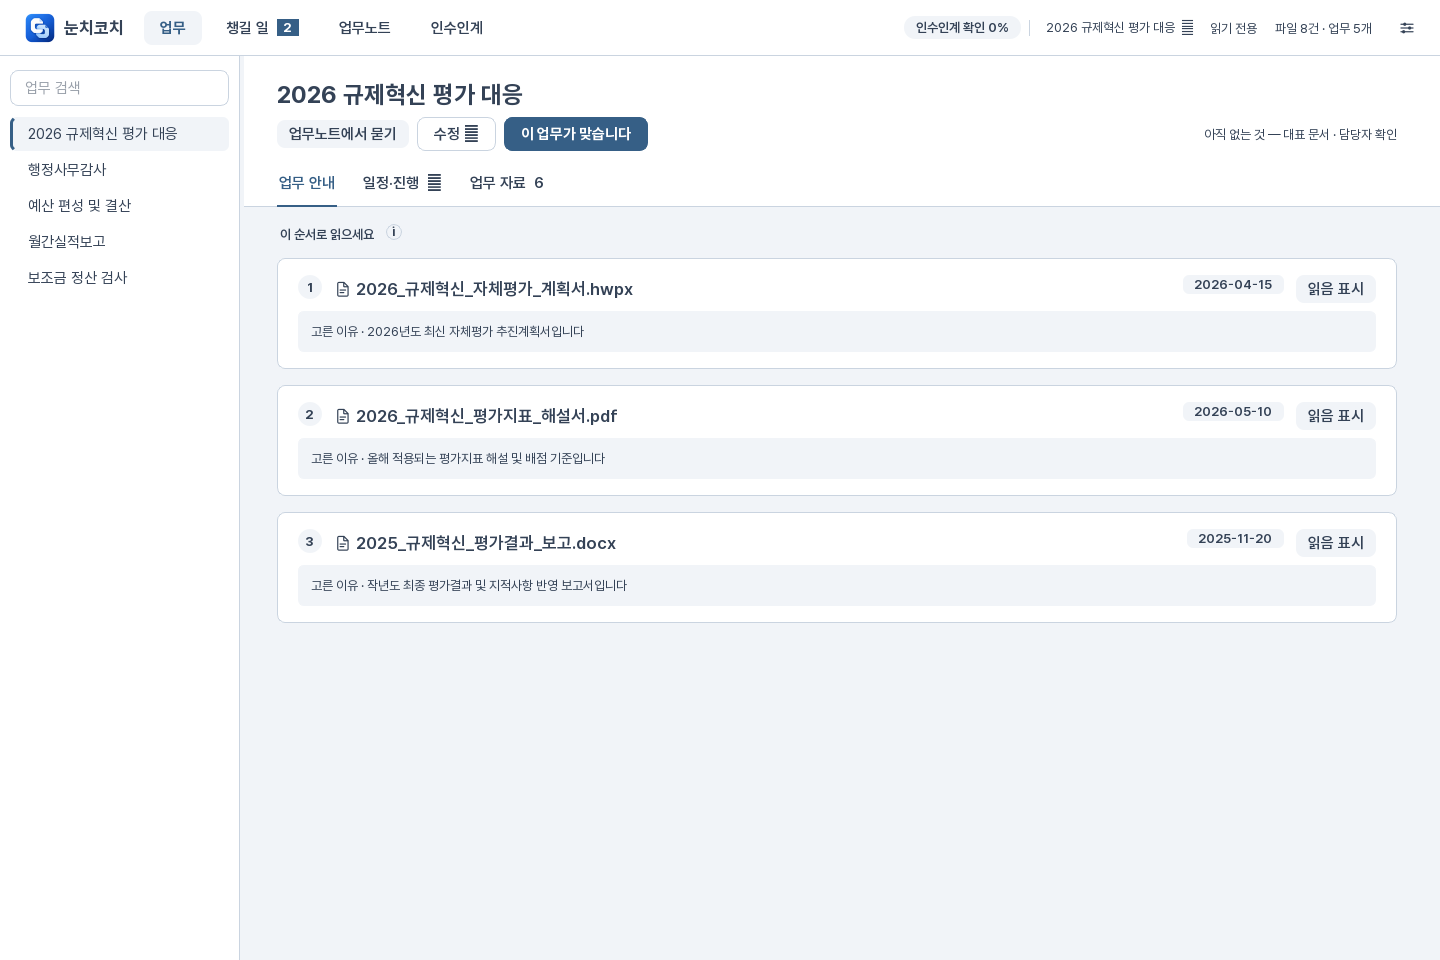 눈치코치
업무
챙길 일 2
업무노트
인수인계
인수인계 확인 0%
2026 규제혁신 평가 대응
읽기 전용
파일 8건 · 업무 5개
업무 검색
2026 규제혁신 평가 대응
행정사무감사
예산 편성 및 결산
월간실적보고
보조금 정산 검사
2026 규제혁신 평가 대응
업무노트에서 묻기
수정
이 업무가 맞습니다
아직 없는 것 — 대표 문서 · 담당자 확인
업무 안내
일정·진행
업무 자료 6
이 순서로 읽으세요 i
1 2026_규제혁신_자체평가_계획서.hwpx 2026-04-15 읽음 표시
고른 이유 · 2026년도 최신 자체평가 추진계획서입니다
2 2026_규제혁신_평가지표_해설서.pdf 2026-05-10 읽음 표시
고른 이유 · 올해 적용되는 평가지표 해설 및 배점 기준입니다
3 2025_규제혁신_평가결과_보고.docx 2025-11-20 읽음 표시
고른 이유 · 작년도 최종 평가결과 및 지적사항 반영 보고서입니다